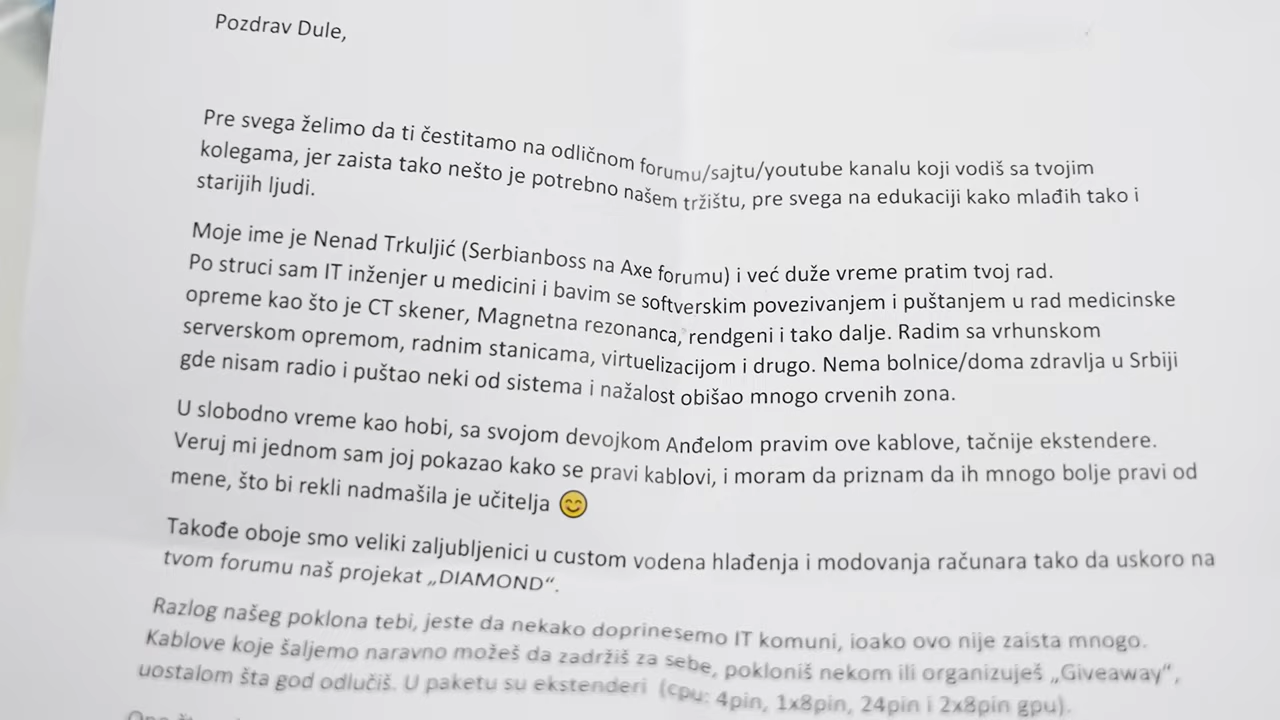 Pozdrav Dule,
Pre svega želimo da ti čestitamo na odličnom forumu/sajtu/youtube kanalu koji vodiš sa tvojim
kolegama, jer zaista tako nešto je potrebno našem tržištu, pre svega na edukaciji kako mlađih tako i
starijih ljudi.
Moje ime je Nenad Trkuljić (Serbianboss na Axe forumu) i već duže vreme pratim tvoj rad.
Po struci sam IT inženjer u medicini i bavim se softverskim povezivanjem i puštanjem u rad medicinske
opreme kao što je CT skener, Magnetna rezonanca, rendgeni i tako dalje. Radim sa vrhunskom
serverskom opremom, radnim stanicama, virtuelizacijom i drugo. Nema bolnice/doma zdravlja u Srbiji
gde nisam radio i puštao neki od sistema i nažalost obišao mnogo crvenih zona.
U slobodno vreme kao hobi, sa svojom devojkom Anđelom pravim ove kablove, tačnije ekstendere.
Veruj mi jednom sam joj pokazao kako se pravi kablovi, i moram da priznam da ih mnogo bolje pravi od
mene, što bi rekli nadmašila je učitelja 😊
Takođe oboje smo veliki zaljubljenici u custom vodena hlađenja i modovanja računara tako da uskoro na
tvom forumu naš projekat „DIAMOND“.
Razlog našeg poklona tebi, jeste da nekako doprinesemo IT komuni, ioako ovo nije zaista mnogo.
Kablove koje šaljemo naravno možeš da zadržiš za sebe, pokloniš nekom ili organizuješ „Giveaway“,
uostalom šta god odlučiš. U paketu su ekstenderi (cpu: 4pin, 1x8pin, 24pin i 2x8pin gpu).